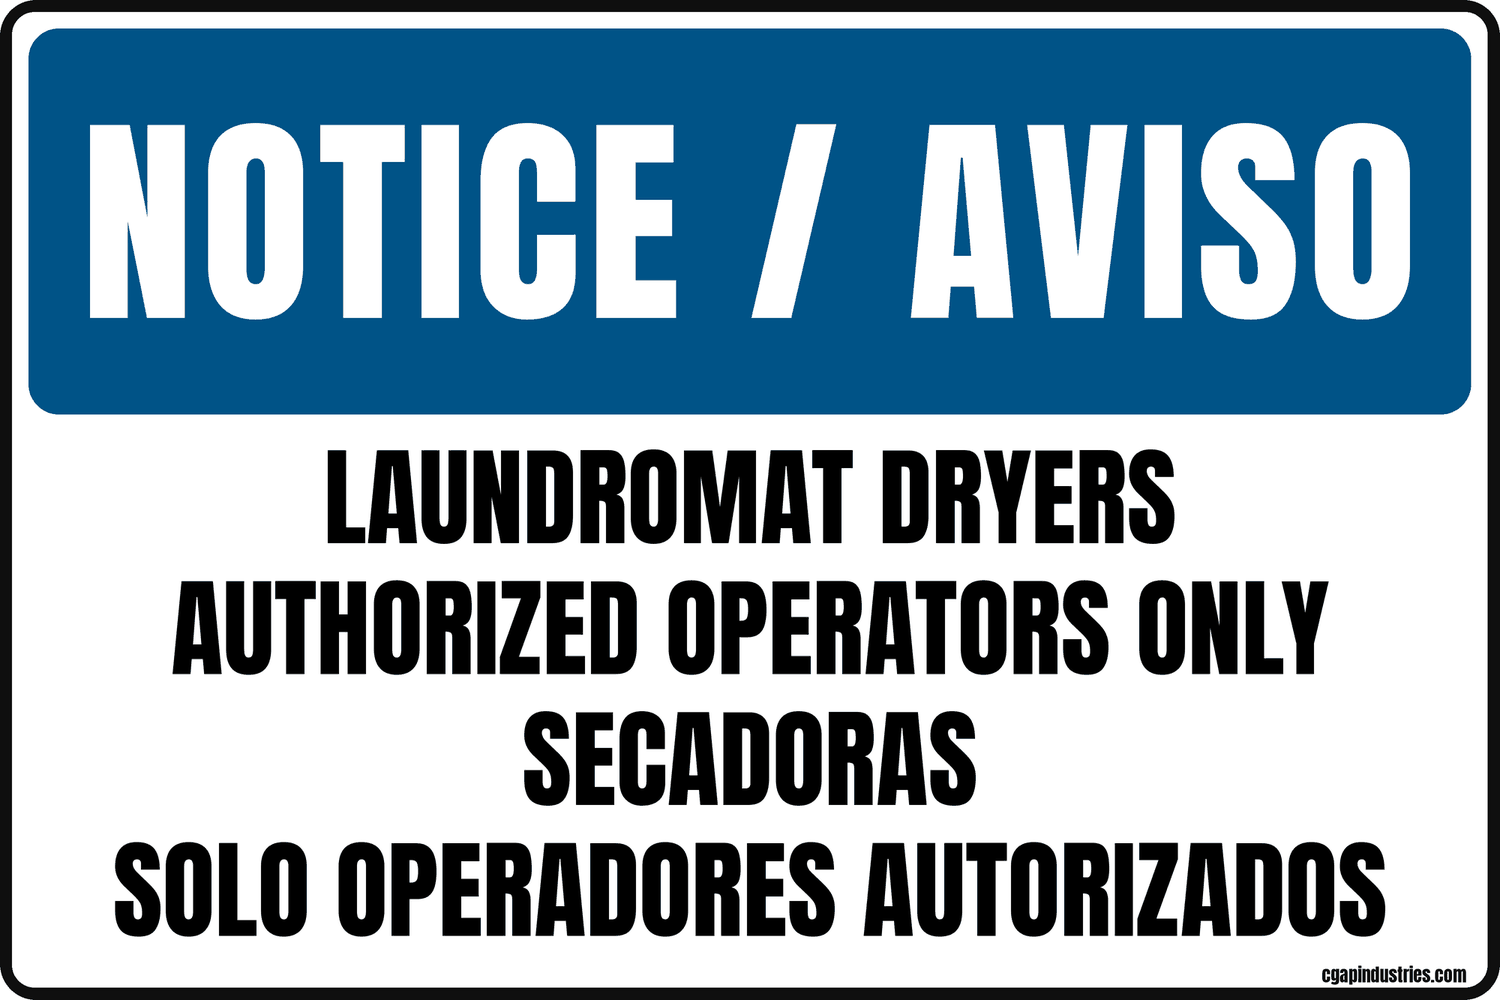 NOTICE / AVISO
LAUNDROMAT DRYERS
AUTHORIZED OPERATORS ONLY
SECADORAS
SOLO OPERADORES AUTORIZADOS
cgapindustries.com